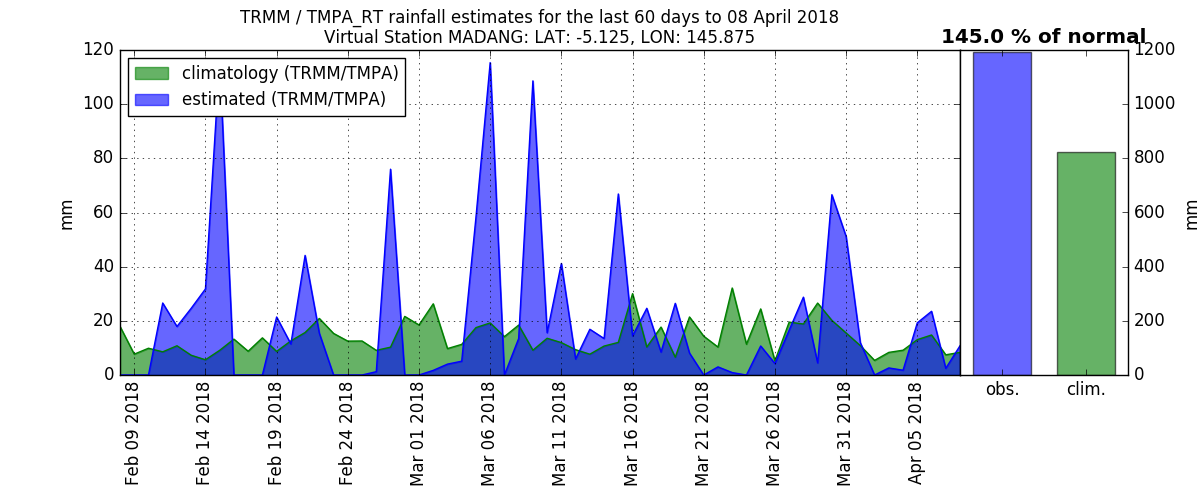 TRMM / TMPA_RT rainfall estimates for the last 60 days to 08 April 2018
Virtual Station MADANG: LAT: -5.125, LON: 145.875
145.0 % of normal
climatology (TRMM/TMPA)
estimated (TRMM/TMPA)
120
100
80
60
40
20
0
mm
Feb 09 2018
Feb 14 2018
Feb 19 2018
Feb 24 2018
Mar 01 2018
Mar 06 2018
Mar 11 2018
Mar 16 2018
Mar 21 2018
Mar 26 2018
Mar 31 2018
Apr 05 2018
1200
1000
800
600
400
200
0
mm
obs.
clim.